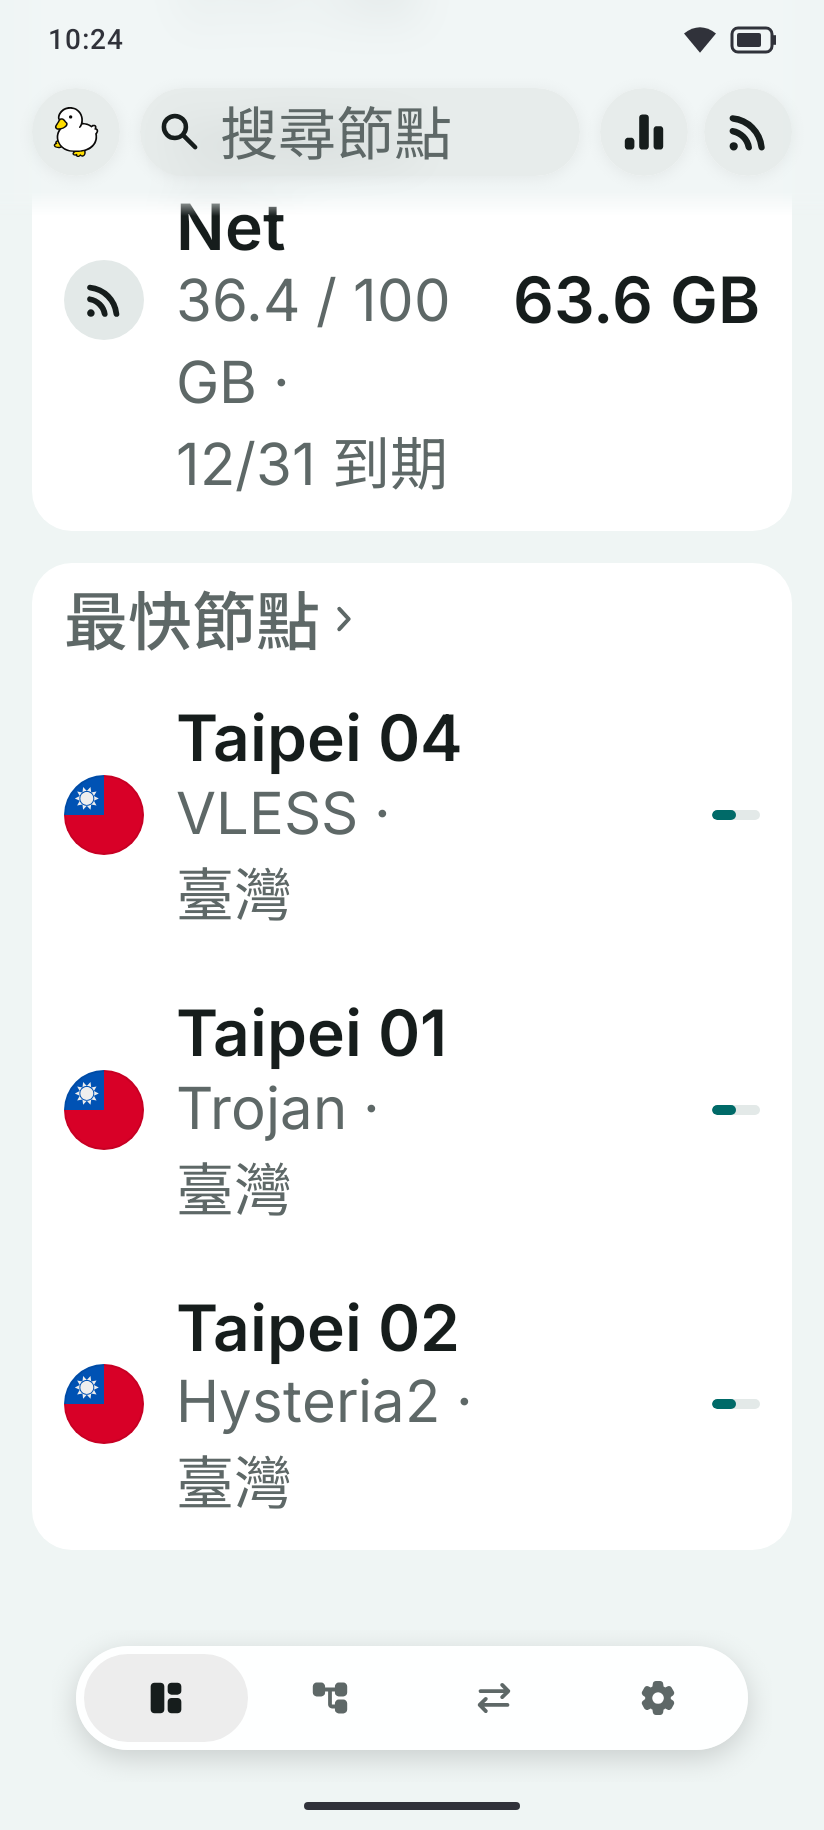 10:24
搜尋節點
Net
36.4 / 100
GB ·
12/31 到期
63.6 GB
最快節點
Taipei 04
VLESS ·
臺灣
Taipei 01
Trojan ·
臺灣
Taipei 02
Hysteria2 ·
臺灣